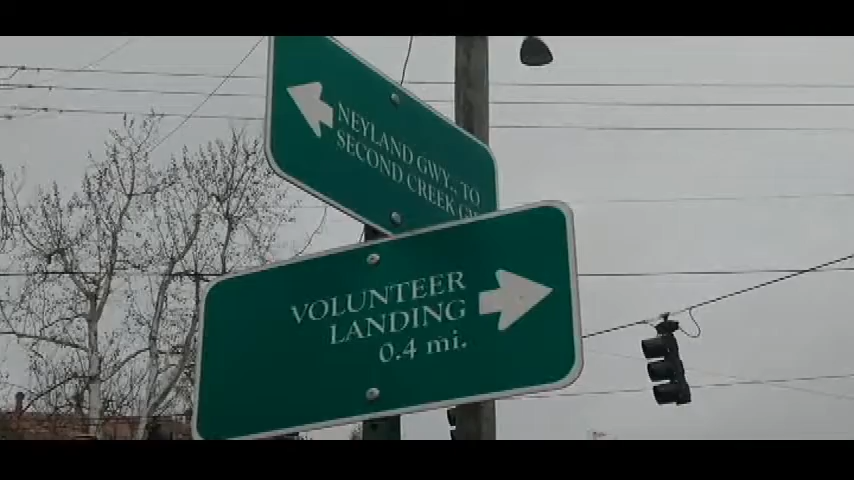 NEYLAND GWY. TO
SECOND CREEK
VOLUNTEER
LANDING
0.4 mi.